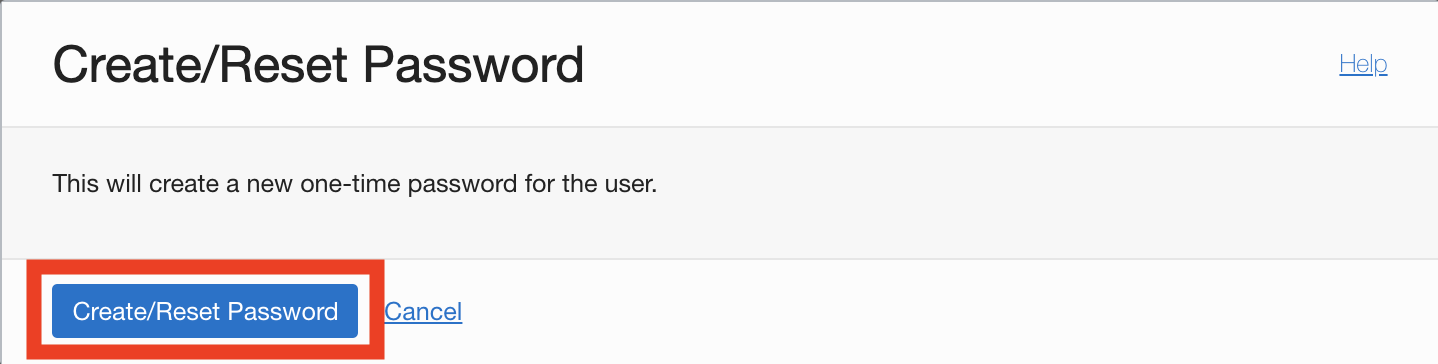 Create/Reset Password
Help
This will create a new one-time password for the user.
Create/Reset Password
Cancel